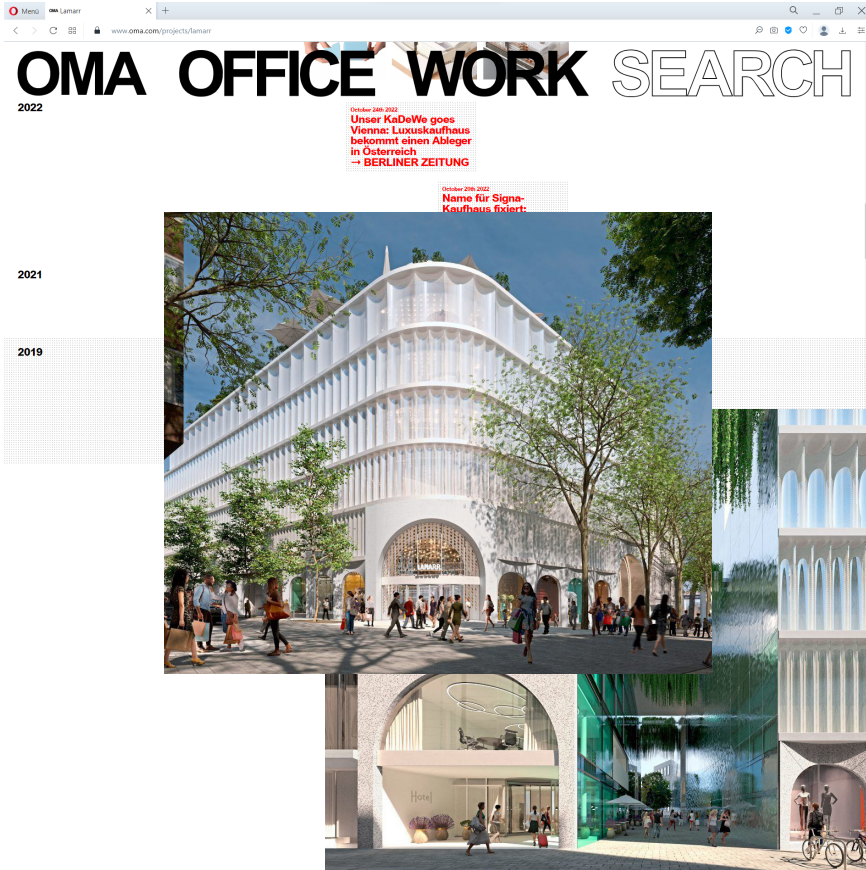 Menü
OMA Lamarr
www.oma.com/projects/lamarr
OMA OFFICE WORK SEARCH
2022
October 24th 2022
Unser KaDeWe goes
Vienna: Luxuskaufhaus
bekommt einen Ableger
in Österreich
→ BERLINER ZEITUNG
October 20th 2022
Name für Signa-
Kaufhaus fixiert:
2021
2019
LAMARR
Hotel